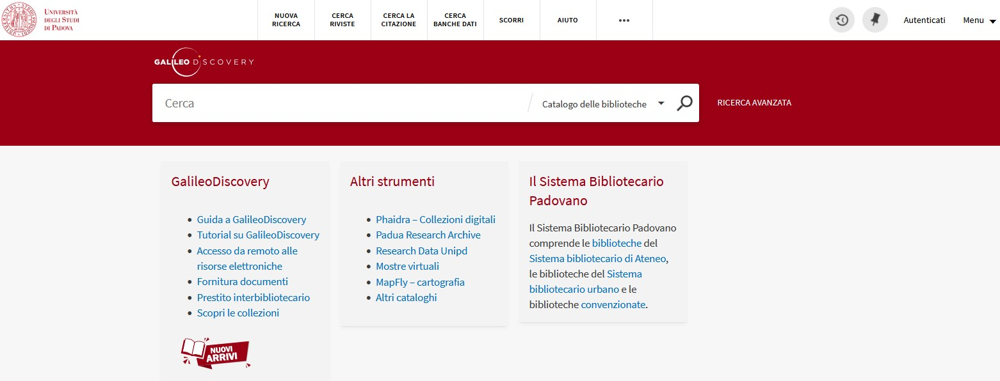 UNIVERSITÀ
DEGLI STUDI
DI PADOVA
NUOVA
RICERCA
CERCA
RIVISTE
CERCA LA
CITAZIONE
CERCA
BANCHE DATI
SCORRI
AIUTO
•••
Autenticati
Menu
GALILEO DISCOVERY
Cerca
Catalogo delle biblioteche
RICERCA AVANZATA
GalileoDiscovery
• Guida a GalileoDiscovery
• Tutorial su GalileoDiscovery
• Accesso da remoto alle
risorse elettroniche
• Fornitura documenti
• Prestito interbibliotecario
• Scopri le collezioni
NUOVI
ARRIVI
Altri strumenti
• Phaidra – Collezioni digitali
• Padua Research Archive
• Research Data Unipd
• Mostre virtuali
• MapFly – cartografia
• Altri cataloghi
Il Sistema Bibliotecario
Padovano
Il Sistema Bibliotecario Padovano
comprende le biblioteche del
Sistema bibliotecario di Ateneo,
le biblioteche del Sistema
bibliotecario urbano e le
biblioteche convenzionate.